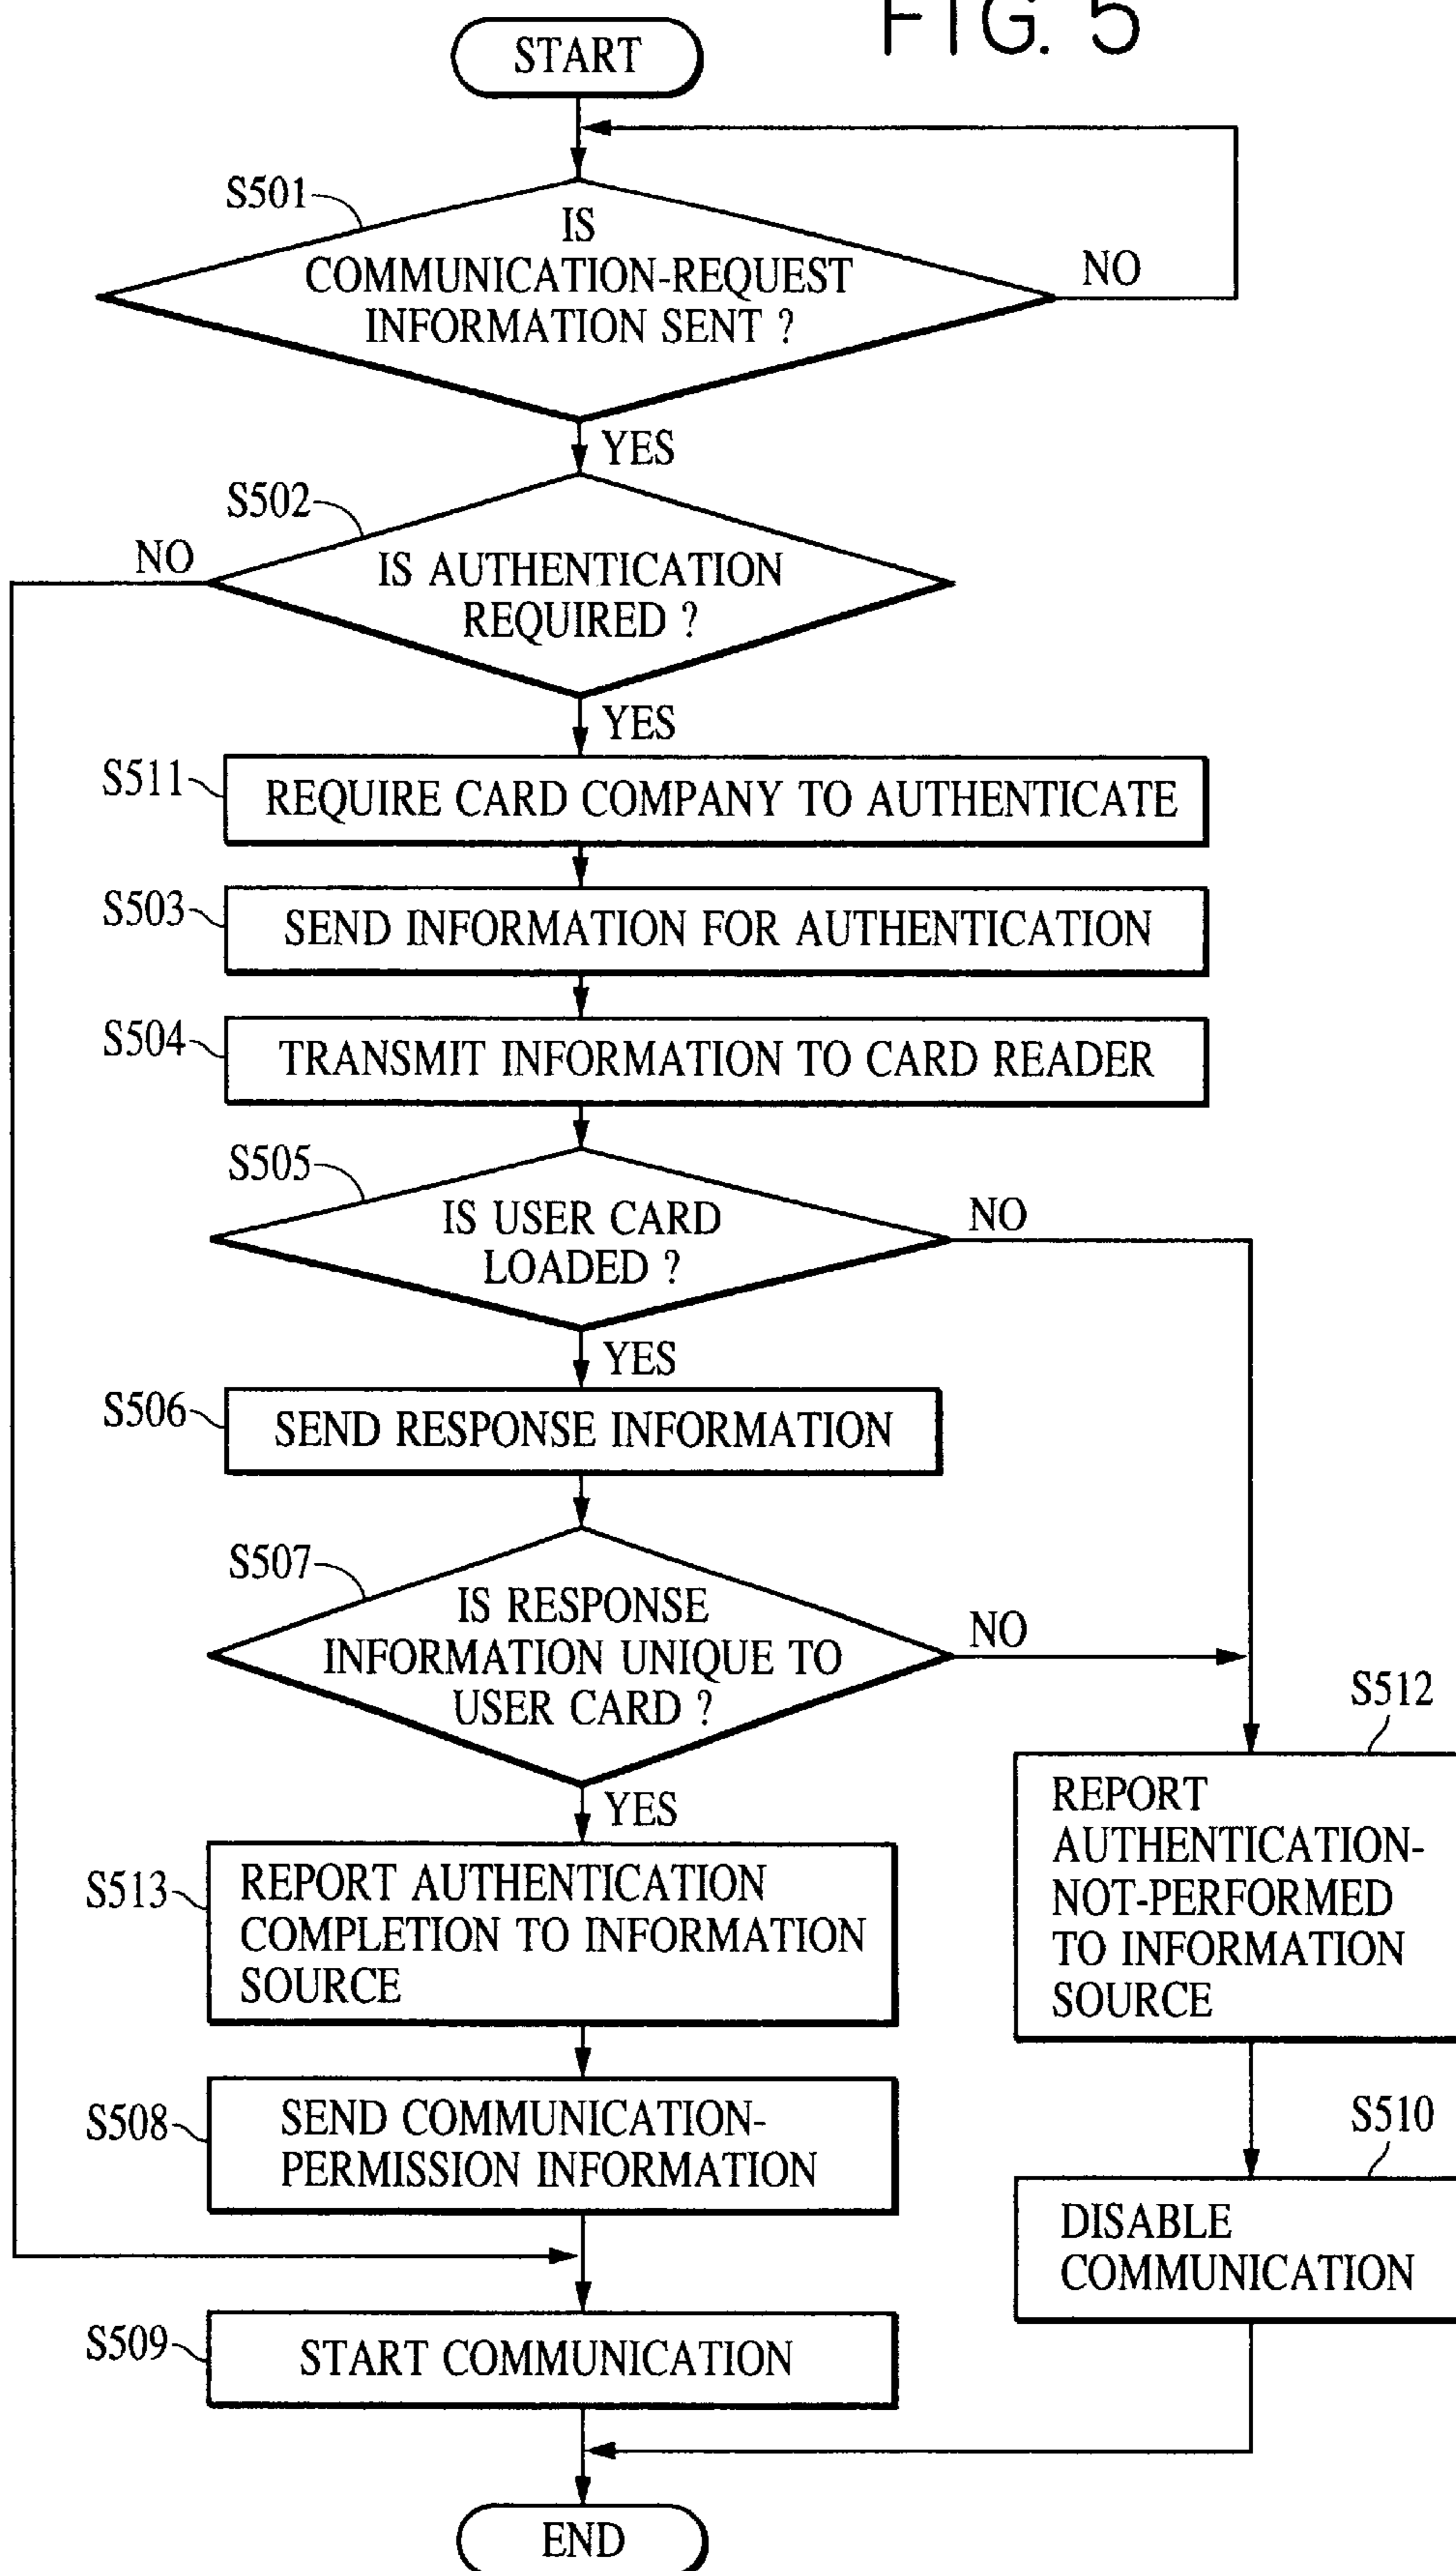 FIG. 5
START
S501
IS
COMMUNICATION-REQUEST
INFORMATION SENT ?
NO
YES
S502
NO
IS AUTHENTICATION
REQUIRED ?
YES
S511
REQUIRE CARD COMPANY TO AUTHENTICATE
S503
SEND INFORMATION FOR AUTHENTICATION
S504
TRANSMIT INFORMATION TO CARD READER
S505
IS USER CARD
LOADED ?
NO
YES
S506
SEND RESPONSE INFORMATION
S507
IS RESPONSE
INFORMATION UNIQUE TO
USER CARD ?
NO
YES
S512
REPORT
AUTHENTICATION-
NOT-PERFORMED
TO INFORMATION
SOURCE
S513
REPORT AUTHENTICATION
COMPLETION TO INFORMATION
SOURCE
S508
SEND COMMUNICATION-
PERMISSION INFORMATION
S510
DISABLE
COMMUNICATION
S509
START COMMUNICATION
END